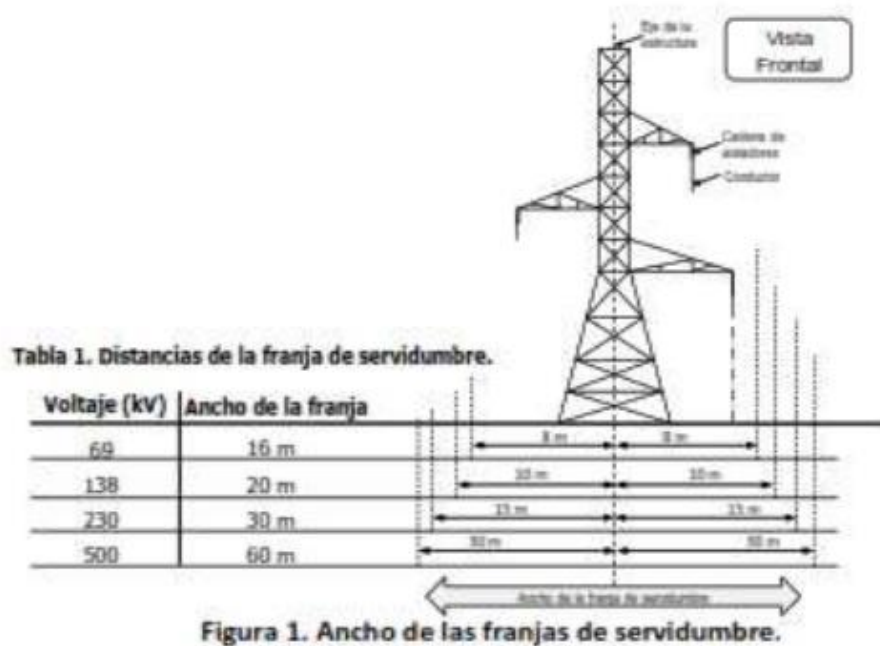 Eje de la
estructura
Vista
Frontal
Cadena de
aisladores
Conductor
Tabla 1. Distancias de la franja de servidumbre.
Voltaje (kV) Ancho de la franja
69 16 m 8 m 8 m
138 20 m 10 m 10 m
230 30 m 15 m 15 m
500 60 m 30 m 30 m
Ancho de la franja de servidumbre
Figura 1. Ancho de las franjas de servidumbre.